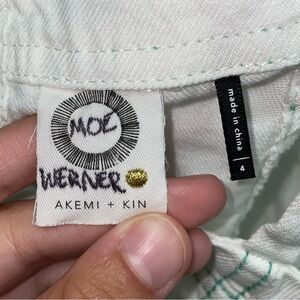 MOE
WERNER
AKEMI + KIN
made in china
4